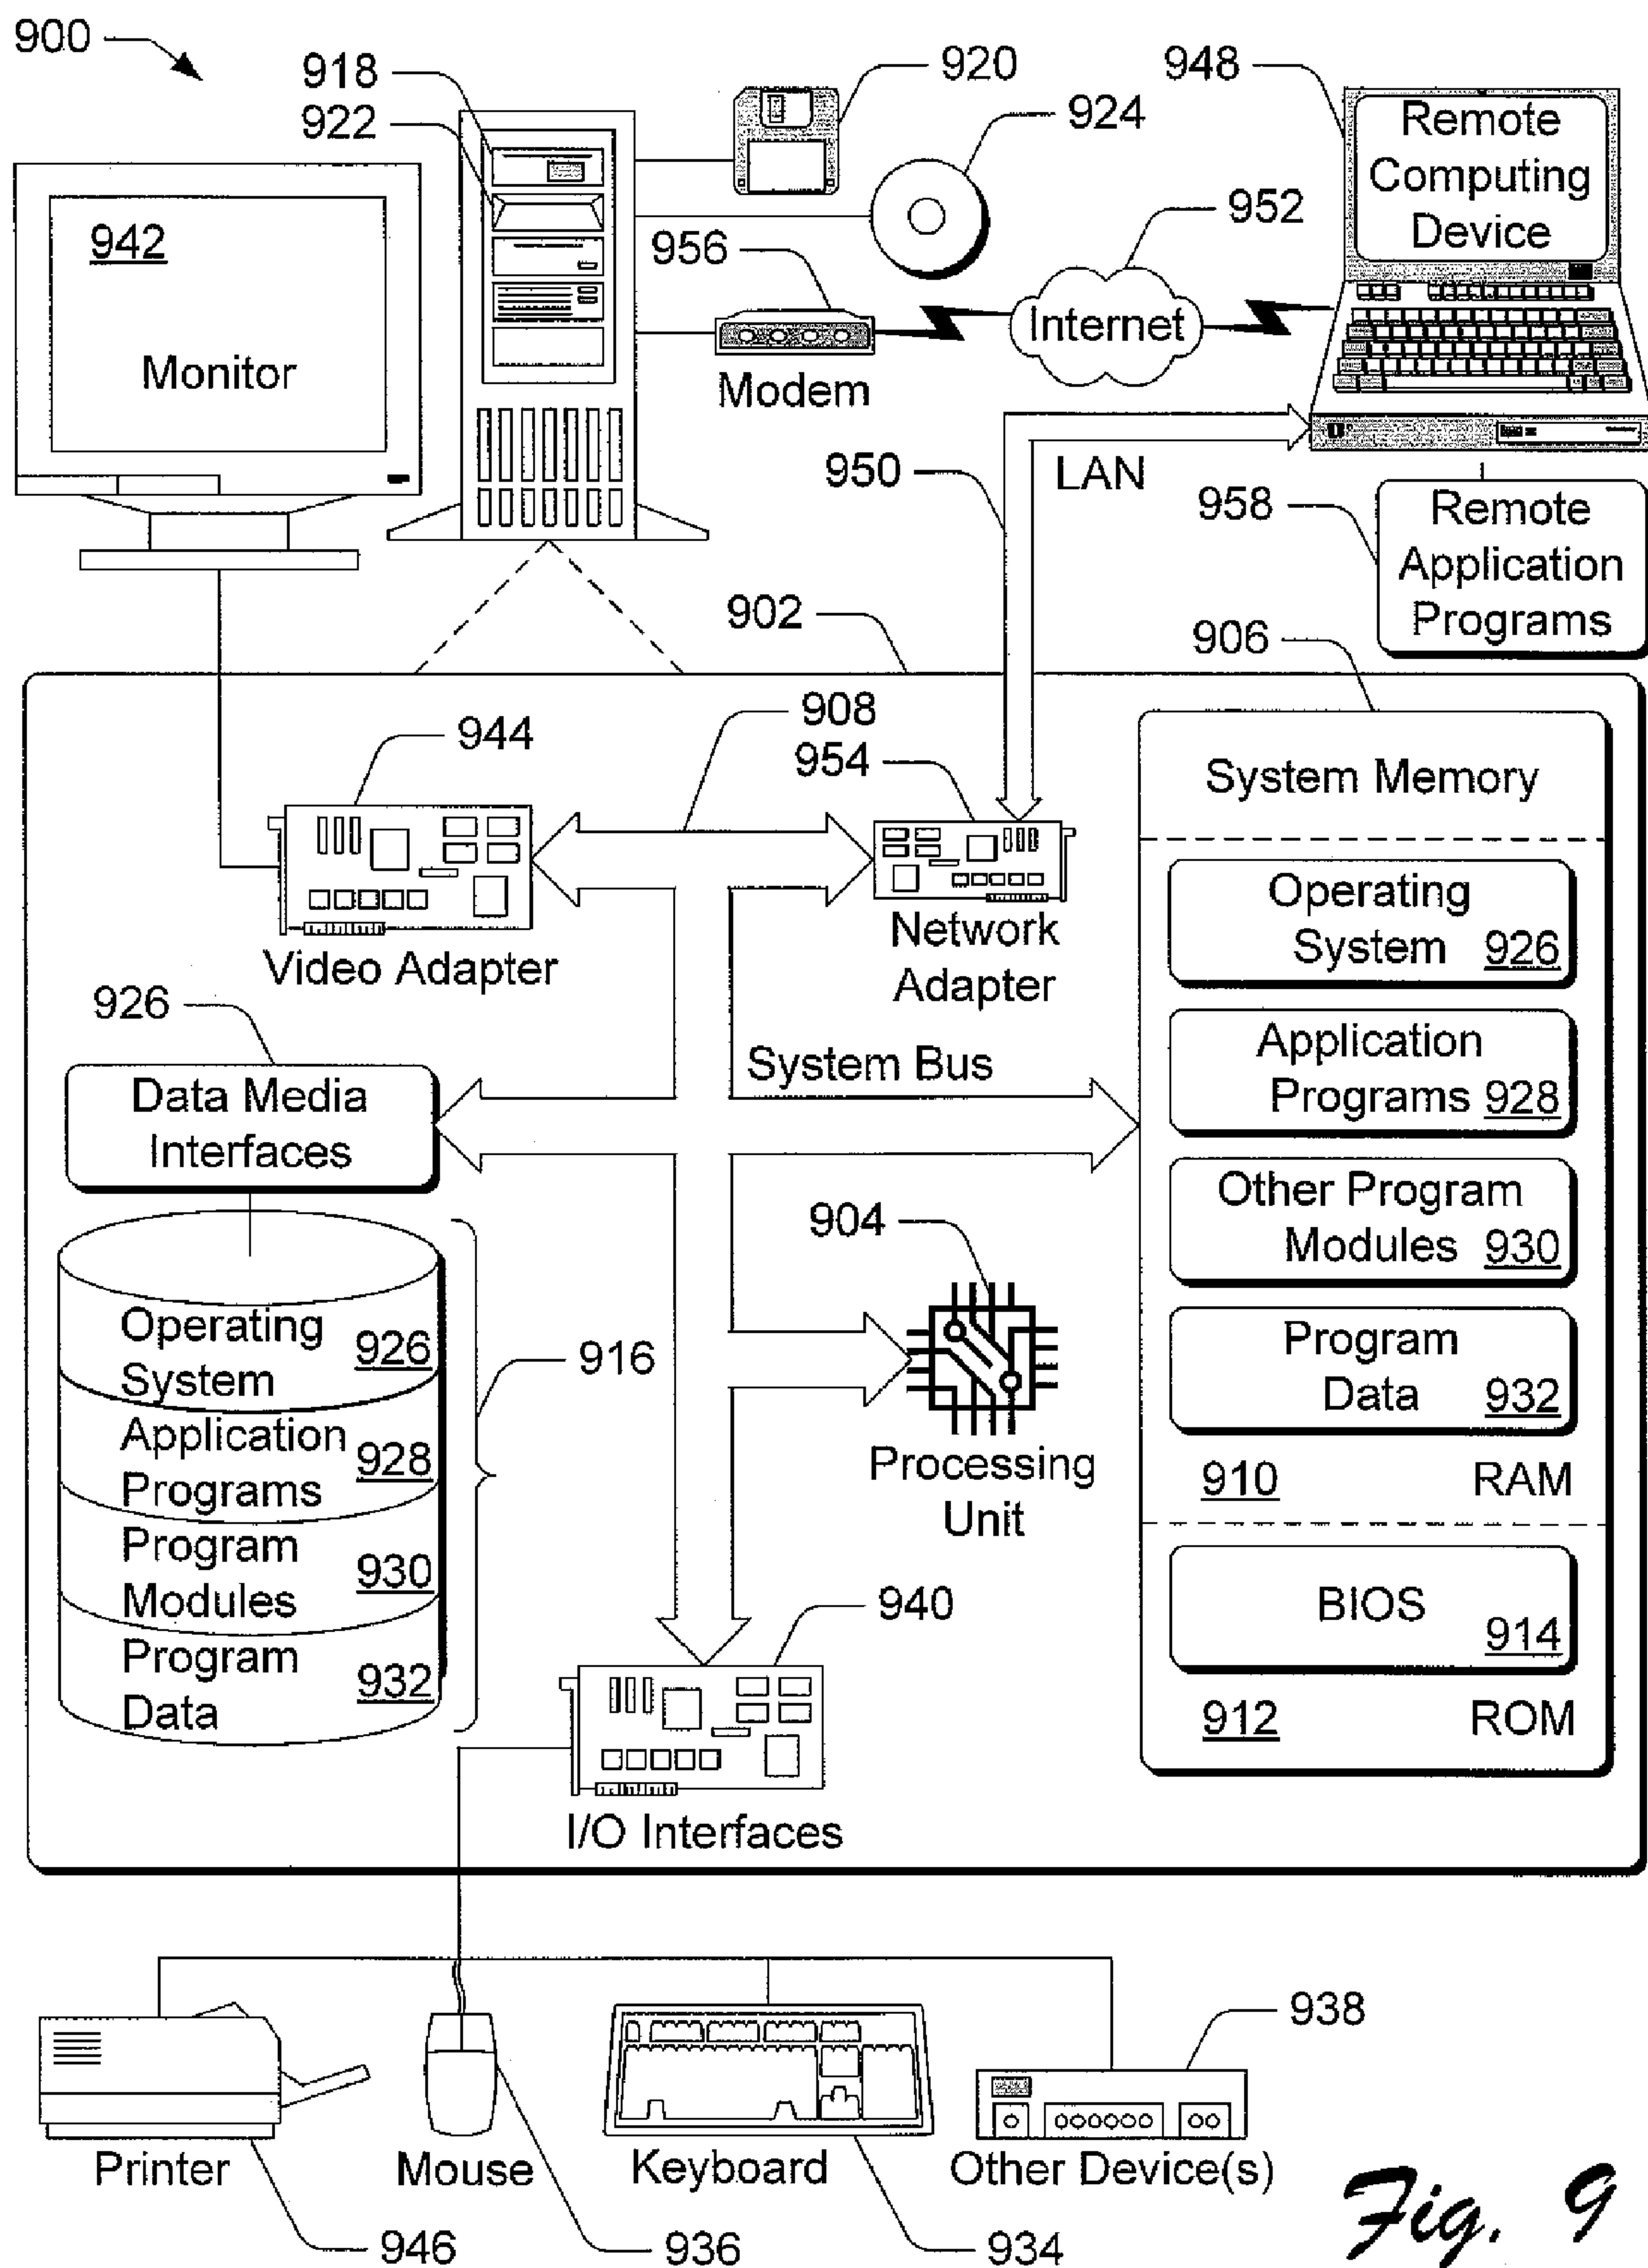 900
918
922
920
924
948
Remote
Computing
Device
952
942
956
Internet
Monitor
Modem
950
LAN
958
Remote
Application
Programs
902
906
908
944
954
System Memory
Operating
System 926
Video Adapter
Network
Adapter
926
Application
Programs 928
System Bus
Data Media
Interfaces
Other Program
Modules 930
904
Operating
System 926
916
Program
Data 932
Application
Programs 928
Processing
Unit
910 RAM
Program
Modules 930
940
BIOS
914
Program
Data 932
912 ROM
I/O Interfaces
938
Printer
Mouse
Keyboard
Other Device(s)
946
936
934
Fig. 9